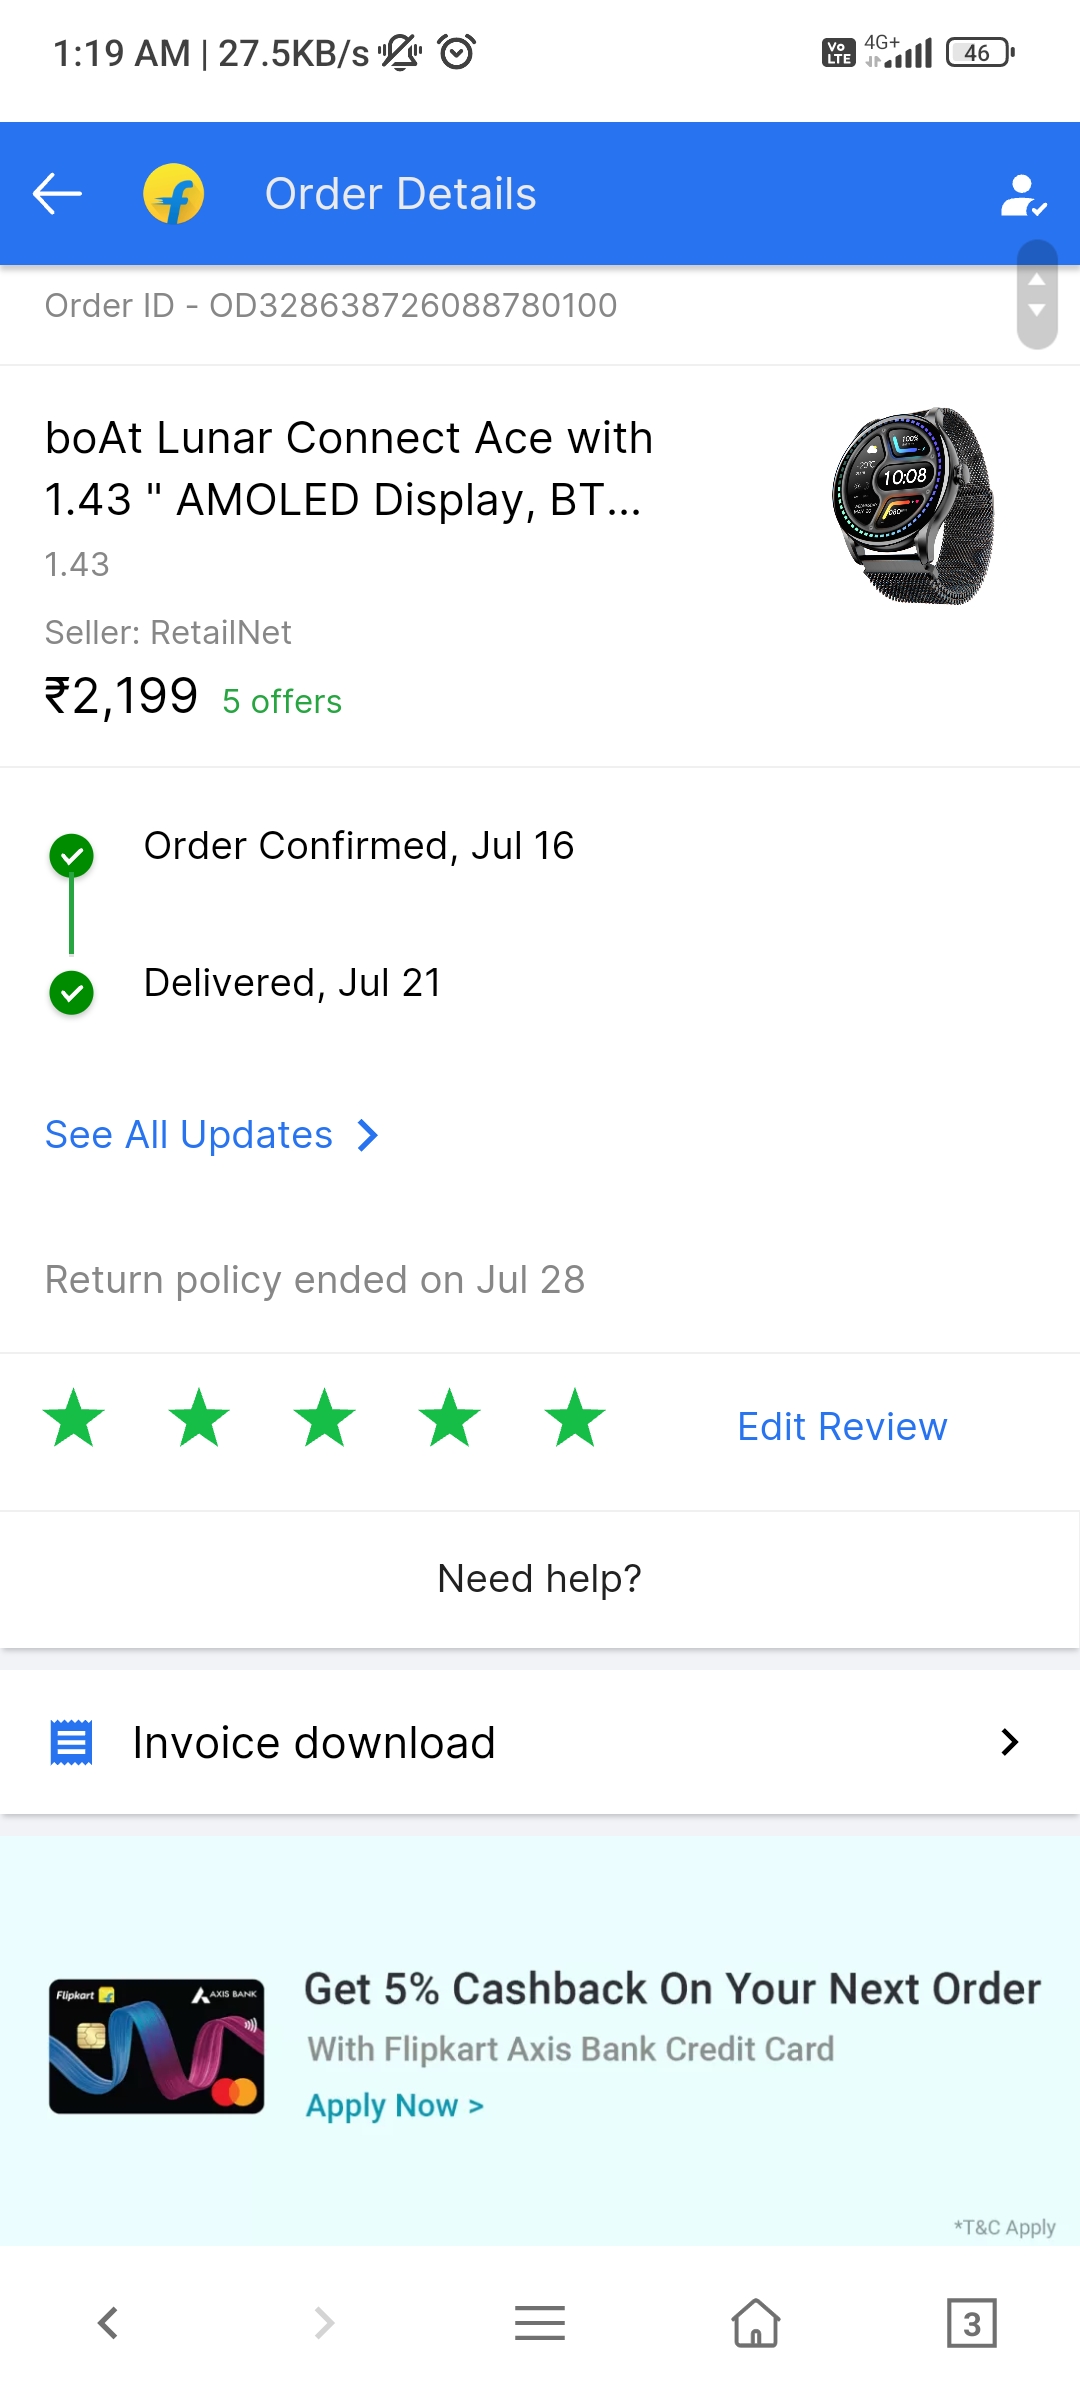 1:19 AM | 27.5KB/s
Vo LTE 4G+ 46
Order Details
Order ID - OD328638726088780100
boAt Lunar Connect Ace with
1.43 " AMOLED Display, BT...
1.43
Seller: RetailNet
₹2,199 5 offers
10:08
100%
Order Confirmed, Jul 16
Delivered, Jul 21
See All Updates
Return policy ended on Jul 28
Edit Review
Need help?
Invoice download
Flipkart AXIS BANK
Get 5% Cashback On Your Next Order
With Flipkart Axis Bank Credit Card
Apply Now >
*T&C Apply
3